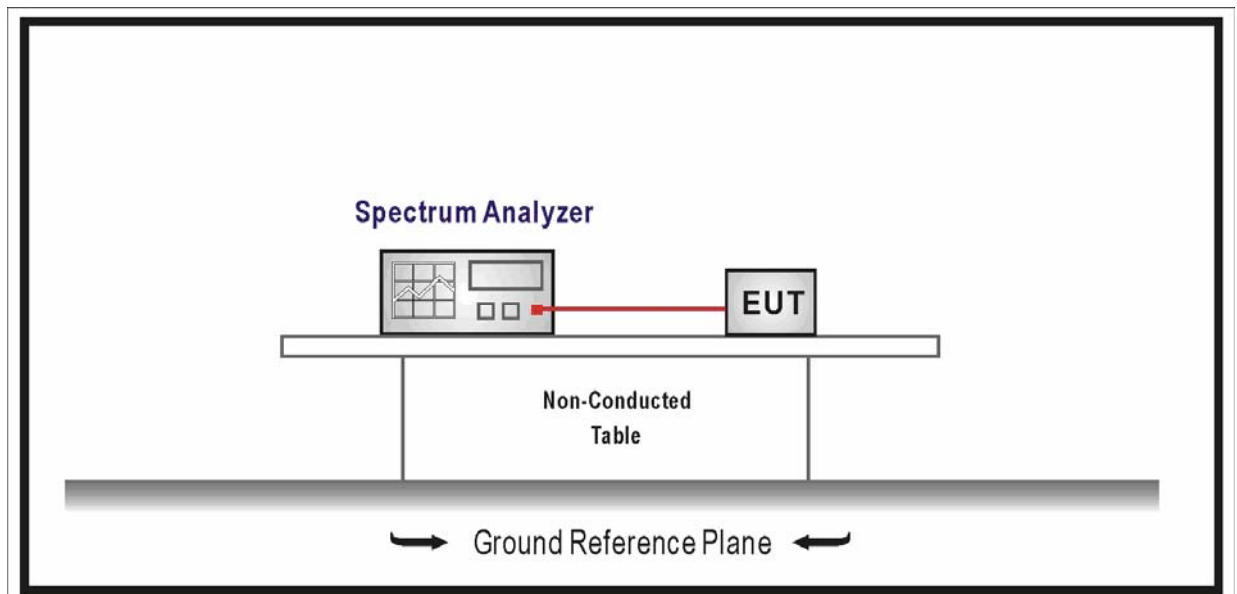 Spectrum Analyzer
EUT
Non-Conducted
Table
Ground Reference Plane